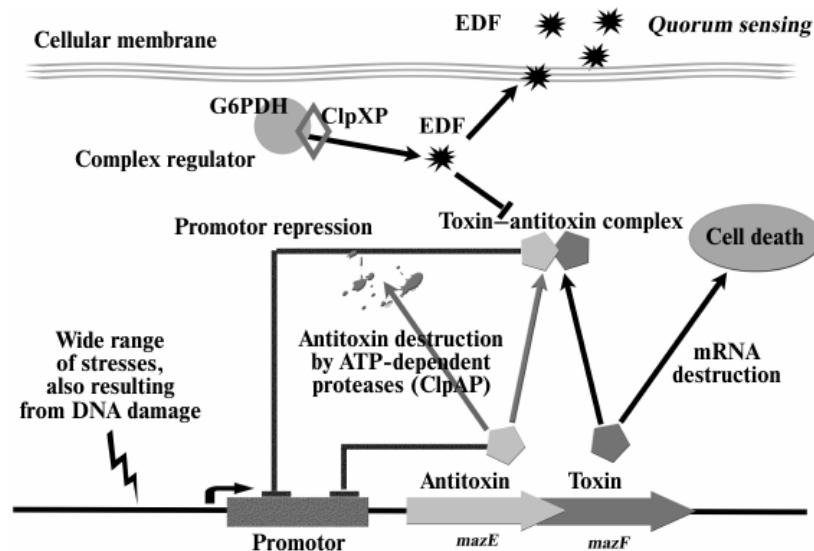 EDF
Quorum sensing
Cellular membrane
G6PDH
ClpXP
EDF
Complex regulator
Promotor repression
Toxin–antitoxin complex
Cell death
Wide range
of stresses,
also resulting
from DNA damage
Antitoxin destruction
by ATP-dependent
proteases (ClpAP)
mRNA
destruction
Antitoxin
Toxin
Promotor
mazE
mazF